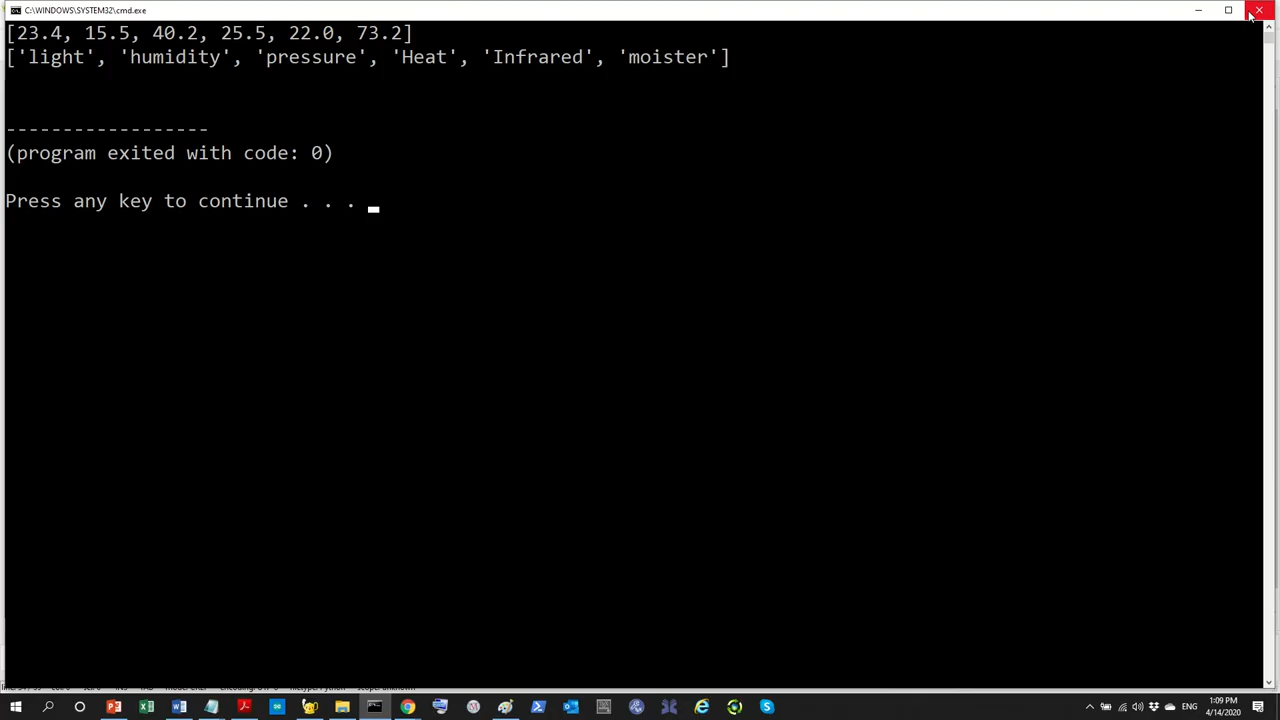 C:\WINDOWS\SYSTEM32\cmd.exe
[23.4, 15.5, 40.2, 25.5, 22.0, 73.2]
['light', 'humidity', 'pressure', 'Heat', 'Infrared', 'moister']
------------------
(program exited with code: 0)
Press any key to continue . . .
ENG
1:09 PM
4/14/2020